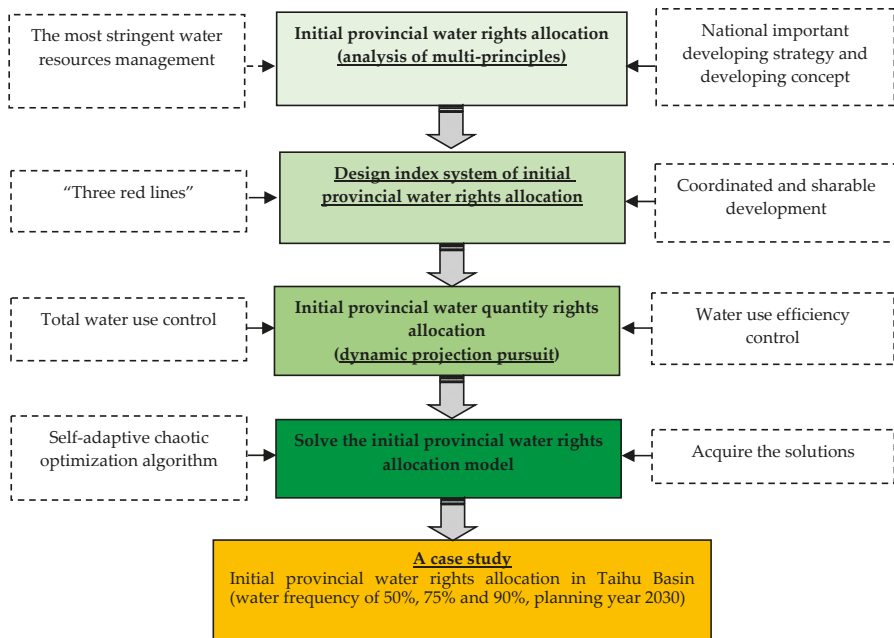 The most stringent water
resources management
Initial provincial water rights allocation
(analysis of multi-principles)
National important
developing strategy and
developing concept
“Three red lines”
Design index system of initial
provincial water rights allocation
Coordinated and sharable
development
Total water use control
Initial provincial water quantity rights
allocation
(dynamic projection pursuit)
Water use efficiency
control
Self-adaptive chaotic
optimization algorithm
Solve the initial provincial water rights
allocation model
Acquire the solutions
A case study
Initial provincial water rights allocation in Taihu Basin
(water frequency of 50%, 75% and 90%, planning year 2030)